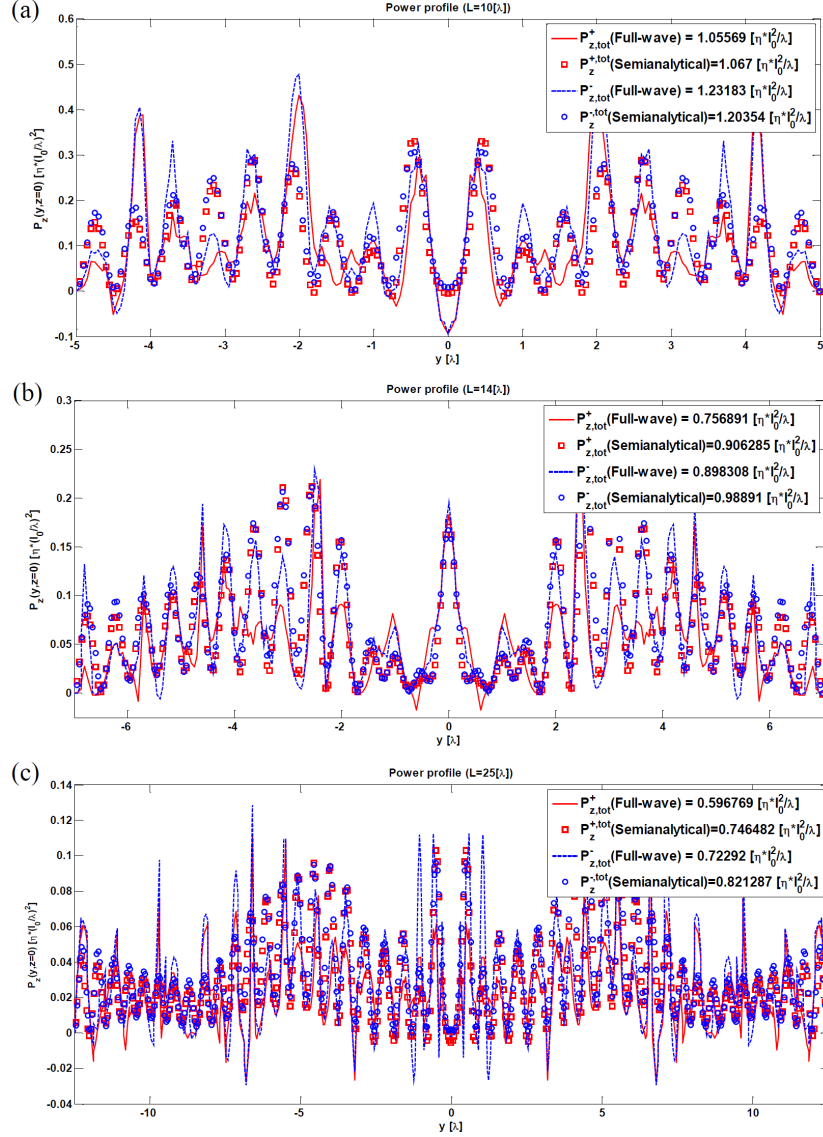 (a)
Power profile (L=10[λ])
P⁺z,tot(Full-wave) = 1.05569 [η*I₀²/λ]
P⁺,tot z(Semianalytical)=1.067 [η*I₀²/λ]
P⁻z,tot(Full-wave) = 1.23183 [η*I₀²/λ]
P⁻,tot z(Semianalytical)=1.20354 [η*I₀²/λ]
P_z(y,z=0) [η*(I₀/λ)²]
0.6
0.5
0.4
0.3
0.2
0.1
0
-0.1
-5 -4 -3 -2 -1 0 1 2 3 4 5
y [λ]
(b)
Power profile (L=14[λ])
P⁺z,tot(Full-wave) = 0.756891 [η*I₀²/λ]
P⁺z,tot(Semianalytical)=0.906285 [η*I₀²/λ]
P⁻z,tot(Full-wave) = 0.898308 [η*I₀²/λ]
P⁻z,tot(Semianalytical)=0.98891 [η*I₀²/λ]
P_z(y,z=0) [η*(I₀/λ)²]
0.3
0.25
0.2
0.15
0.1
0.05
0
-6 -4 -2 0 2 4 6
y [λ]
(c)
Power profile (L=25[λ])
P⁺z,tot(Full-wave) = 0.596769 [η*I₀²/λ]
P⁺,tot z(Semianalytical)=0.746482 [η*I₀²/λ]
P⁻z,tot(Full-wave) = 0.72292 [η*I₀²/λ]
P⁻,tot z(Semianalytical)=0.821287 [η*I₀²/λ]
P_z(y,z=0) [η*(I₀/λ)²]
0.14
0.12
0.1
0.08
0.06
0.04
0.02
0
-0.02
-0.04
-10 -5 0 5 10
y [λ]